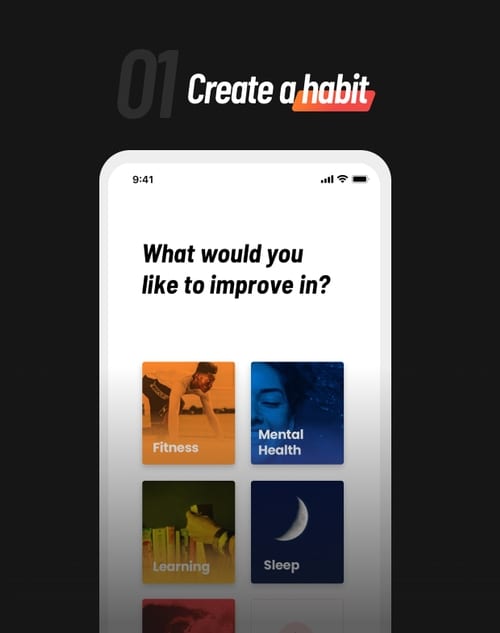 01
Create a habit
9:41
What would you
like to improve in?
Fitness
Mental
Health
Learning
Sleep